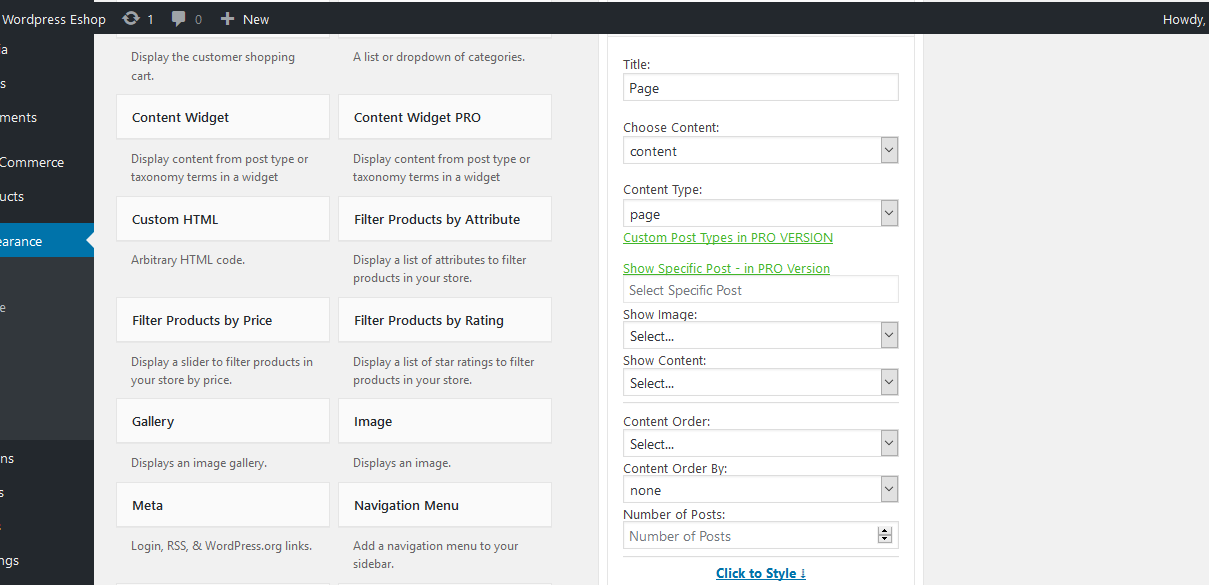 Wordpress Eshop 1 0 New Howdy,
a
s
ments
Commerce
ucts
earance
e
ns
s
s
ngs
Display the customer shopping
cart.
A list or dropdown of categories.
Content Widget
Content Widget PRO
Display content from post type or
taxonomy terms in a widget
Display content from post type or
taxonomy terms in a widget
Custom HTML
Filter Products by Attribute
Arbitrary HTML code.
Display a list of attributes to filter
products in your store.
Filter Products by Price
Filter Products by Rating
Display a slider to filter products in
your store by price.
Display a list of star ratings to filter
products in your store.
Gallery
Image
Displays an image gallery.
Displays an image.
Meta
Navigation Menu
Login, RSS, & WordPress.org links.
Add a navigation menu to your
sidebar.
Title:
Page
Choose Content:
content
Content Type:
page
Custom Post Types in PRO VERSION
Show Specific Post - in PRO Version
Select Specific Post
Show Image:
Select...
Show Content:
Select...
Content Order:
Select...
Content Order By:
none
Number of Posts:
Number of Posts
Click to Style ↓